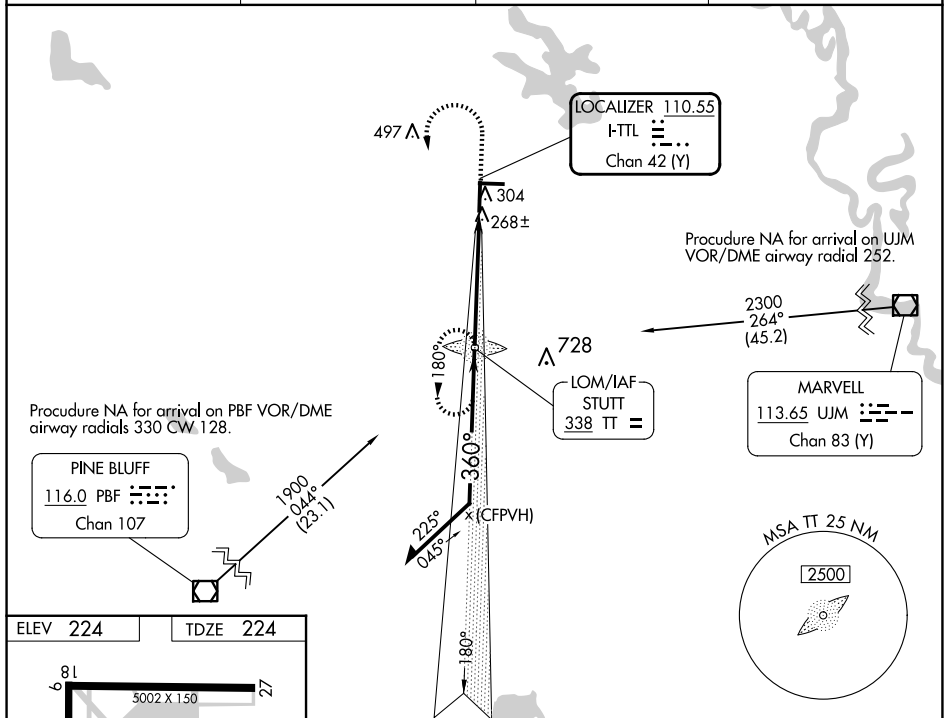 497
LOCALIZER 110.55
I-TTL
Chan 42 (Y)
304
268±
Procudure NA for arrival on UJM
VOR/DME airway radial 252.
2300
264°
(45.2)
728
180°
LOM/IAF
STUTT
338 TT
MARVELL
113.65 UJM
Chan 83 (Y)
Procudure NA for arrival on PBF VOR/DME
airway radials 330 CW 128.
PINE BLUFF
116.0 PBF
Chan 107
1900
044°
(23.1)
360°
(CFPVH)
225°
045°
MSA TT 25 NM
2500
180°
ELEV 224
TDZE 224
18
9
5002 X 150
27